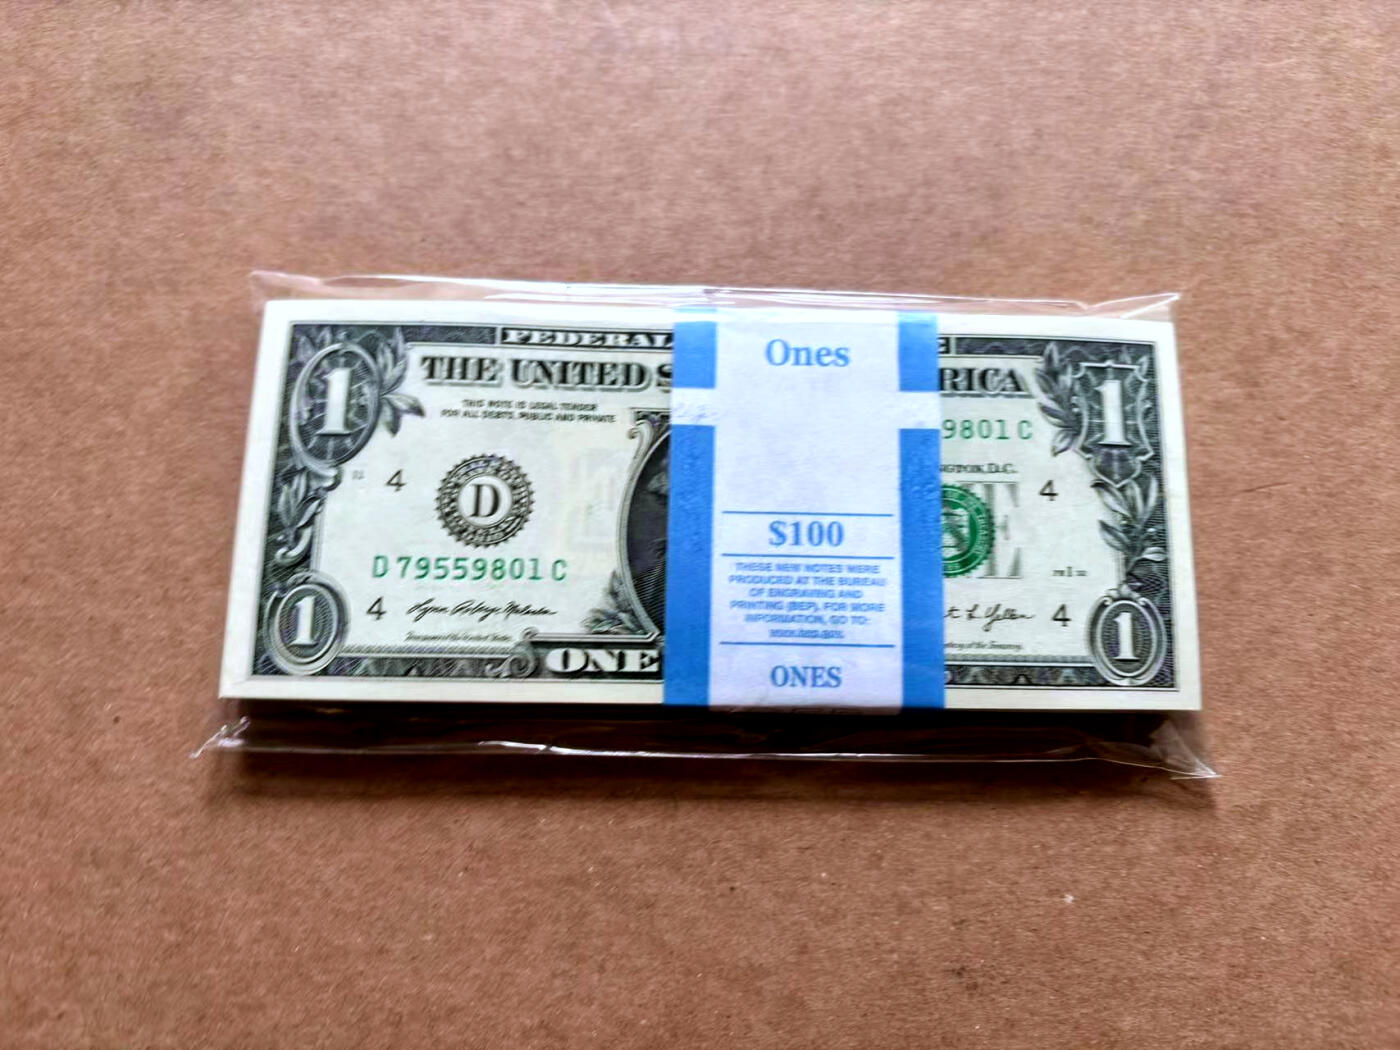 FEDERAL
THE UNITED S
RICA
THIS NOTE IS LEGAL TENDER
FOR ALL DEBTS, PUBLIC AND PRIVATE
1
1
9801 C
4
D
D 79559801 C
4
D.C.
4
4
1
1
ONE
Ones
$100
THESE NEW NOTES WERE
PRODUCED AT THE BUREAU
OF ENGRAVING AND
PRINTING (BEP). FOR MORE
INFORMATION, GO TO:
ONES